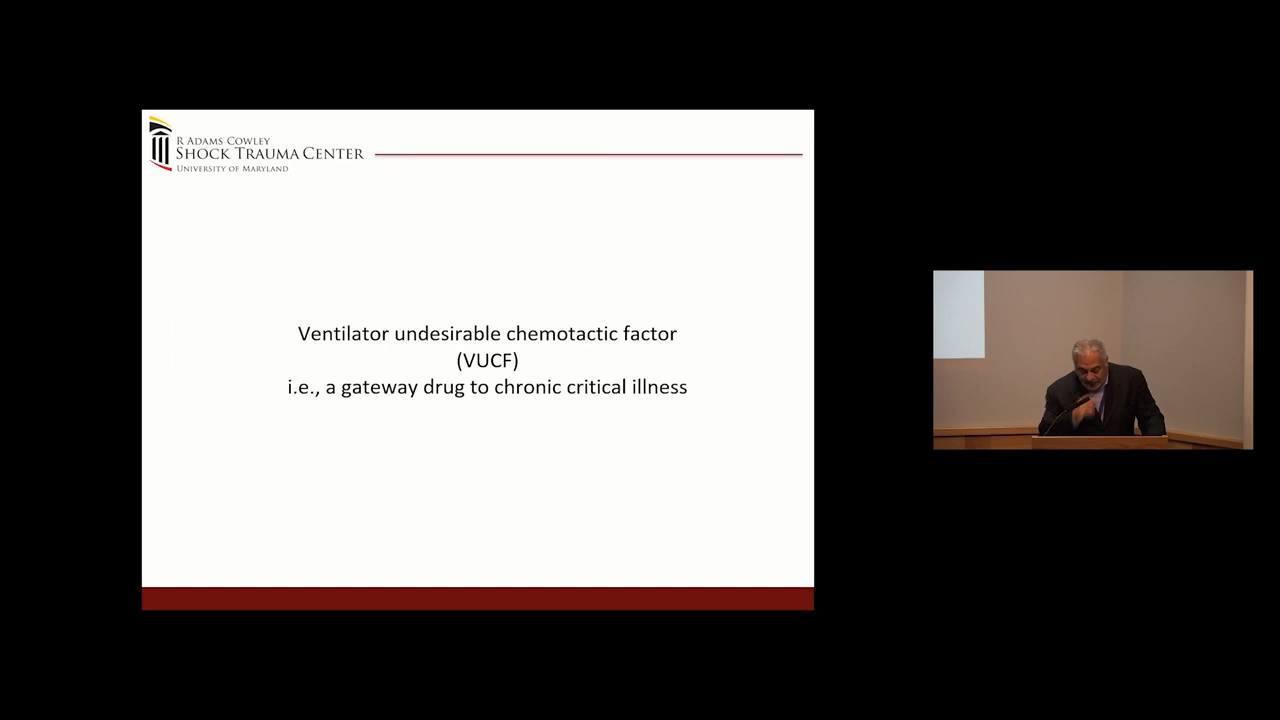 R ADAMS COWLEY
SHOCK TRAUMA CENTER
UNIVERSITY OF MARYLAND
Ventilator undesirable chemotactic factor
(VUCF)
i.e., a gateway drug to chronic critical illness